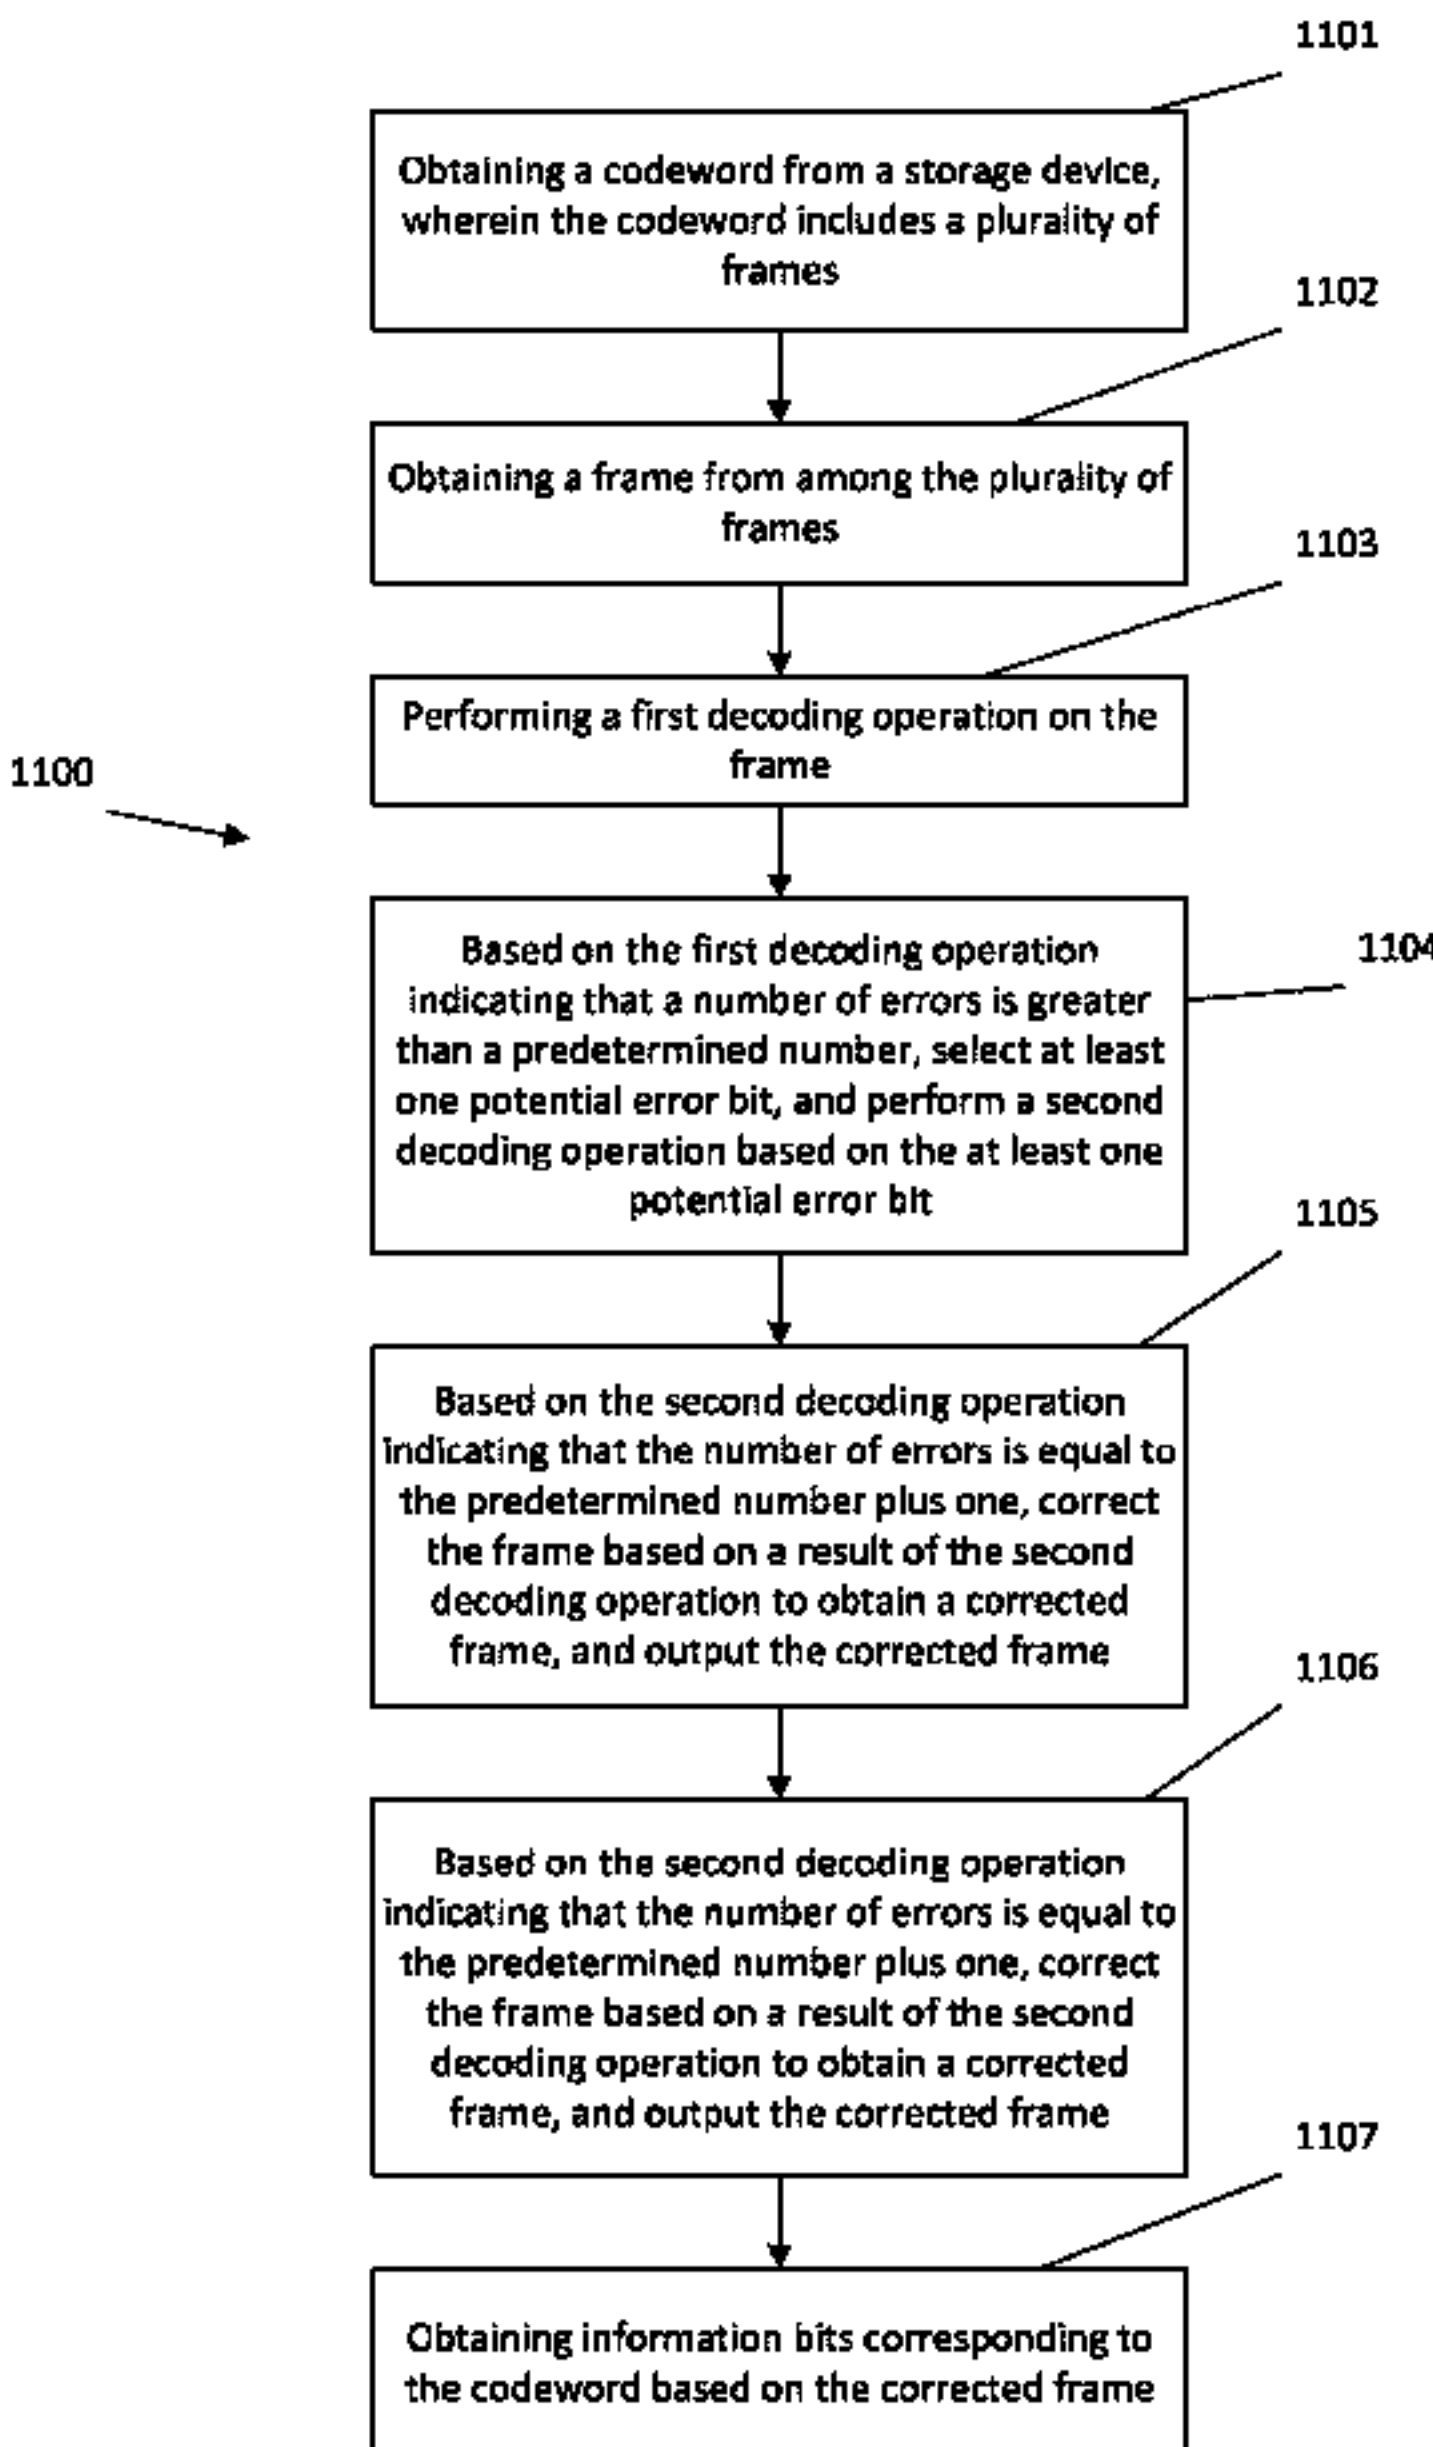 1101
Obtaining a codeword from a storage device,
wherein the codeword includes a plurality of
frames
1102
Obtaining a frame from among the plurality of
frames
1103
Performing a first decoding operation on the
frame
1100
Based on the first decoding operation
indicating that a number of errors is greater
than a predetermined number, select at least
one potential error bit, and perform a second
decoding operation based on the at least one
potential error bit
1104
1105
Based on the second decoding operation
indicating that the number of errors is equal to
the predetermined number plus one, correct
the frame based on a result of the second
decoding operation to obtain a corrected
frame, and output the corrected frame
1106
Based on the second decoding operation
indicating that the number of errors is equal to
the predetermined number plus one, correct
the frame based on a result of the second
decoding operation to obtain a corrected
frame, and output the corrected frame
1107
Obtaining information bits corresponding to
the codeword based on the corrected frame